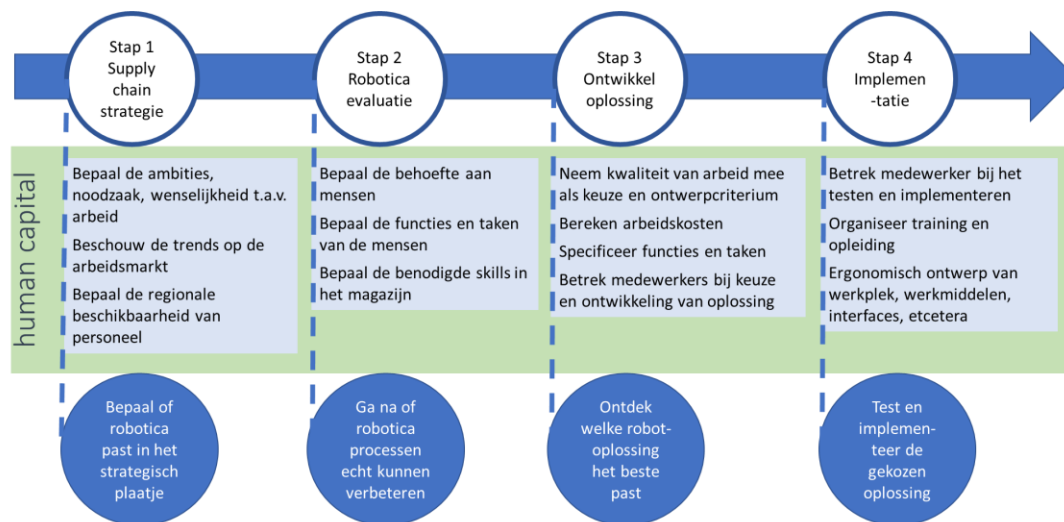 Stap 1
Supply
chain
strategie
Stap 2
Robotica
evaluatie
Stap 3
Ontwikkel
oplossing
Stap 4
Implemen
-tatie
human capital
Bepaal de ambities,
noodzaak, wenselijkheid t.a.v.
arbeid
Beschouw de trends op de
arbeidsmarkt
Bepaal de regionale
beschikbaarheid van
personeel
Bepaal de behoefte aan
mensen
Bepaal de functies en taken
van de mensen
Bepaal de benodigde skills in
het magazijn
Neem kwaliteit van arbeid mee
als keuze en ontwerpcriterium
Bereken arbeidskosten
Specificeer functies en taken
Betrek medewerkers bij keuze
en ontwikkeling van oplossing
Betrek medewerker bij het
testen en implementeren
Organiseer training en
opleiding
Ergonomisch ontwerp van
werkplek, werkmiddelen,
interfaces, etcetera
Bepaal of
robotica
past in het
strategisch
plaatje
Ga na of
robotica
processen
echt kunnen
verbeteren
Ontdek
welke robot-
oplossing
het beste
past
Test en
implemen-
teer de
gekozen
oplossing